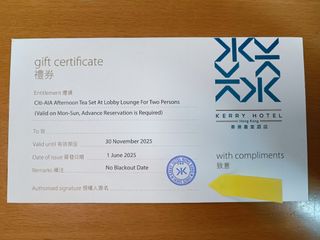 gift certificate
禮券
Entitlement 禮遇
Citi-AIA Afternoon Tea Set At Lobby Lounge For Two Persons
(Valid on Mon-Sun, Advance Reservation is Required)
To 致
Valid until 有效期至 30 November 2025
Date of issue 簽發日期 1 June 2025
Remarks 備注 No Blackout Date
Authorised signature 授權人簽名
KERRY HOTEL
Hong Kong
香港嘉里酒店
with compliments
致意